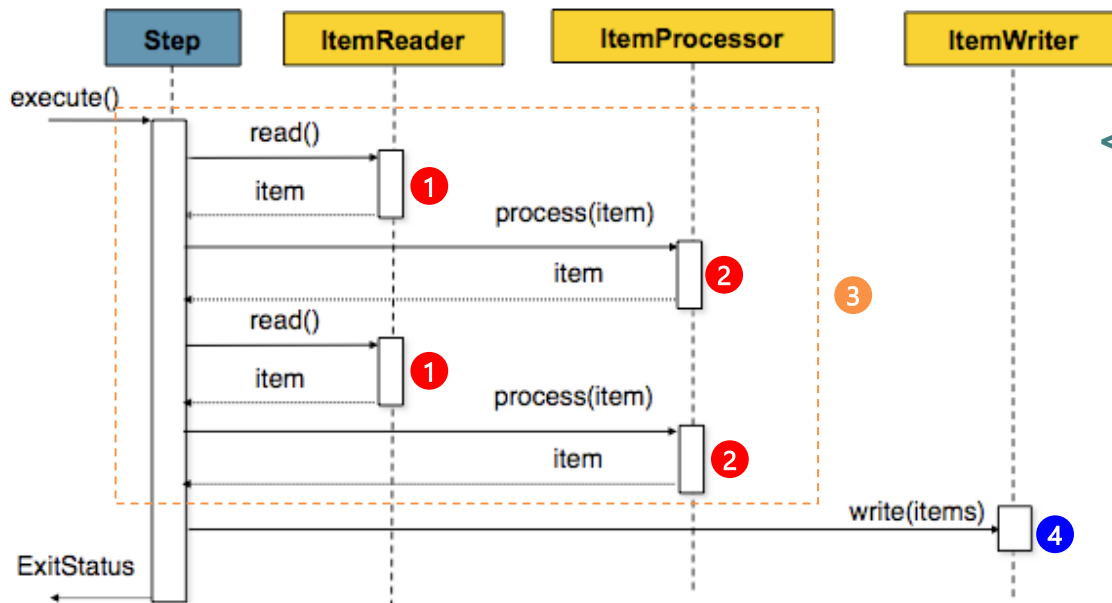 Step
ItemReader
ItemProcessor
ItemWriter
execute()
<
read()
1
item
process(item)
2
item
3
read()
1
item
process(item)
2
item
write(items)
4
ExitStatus